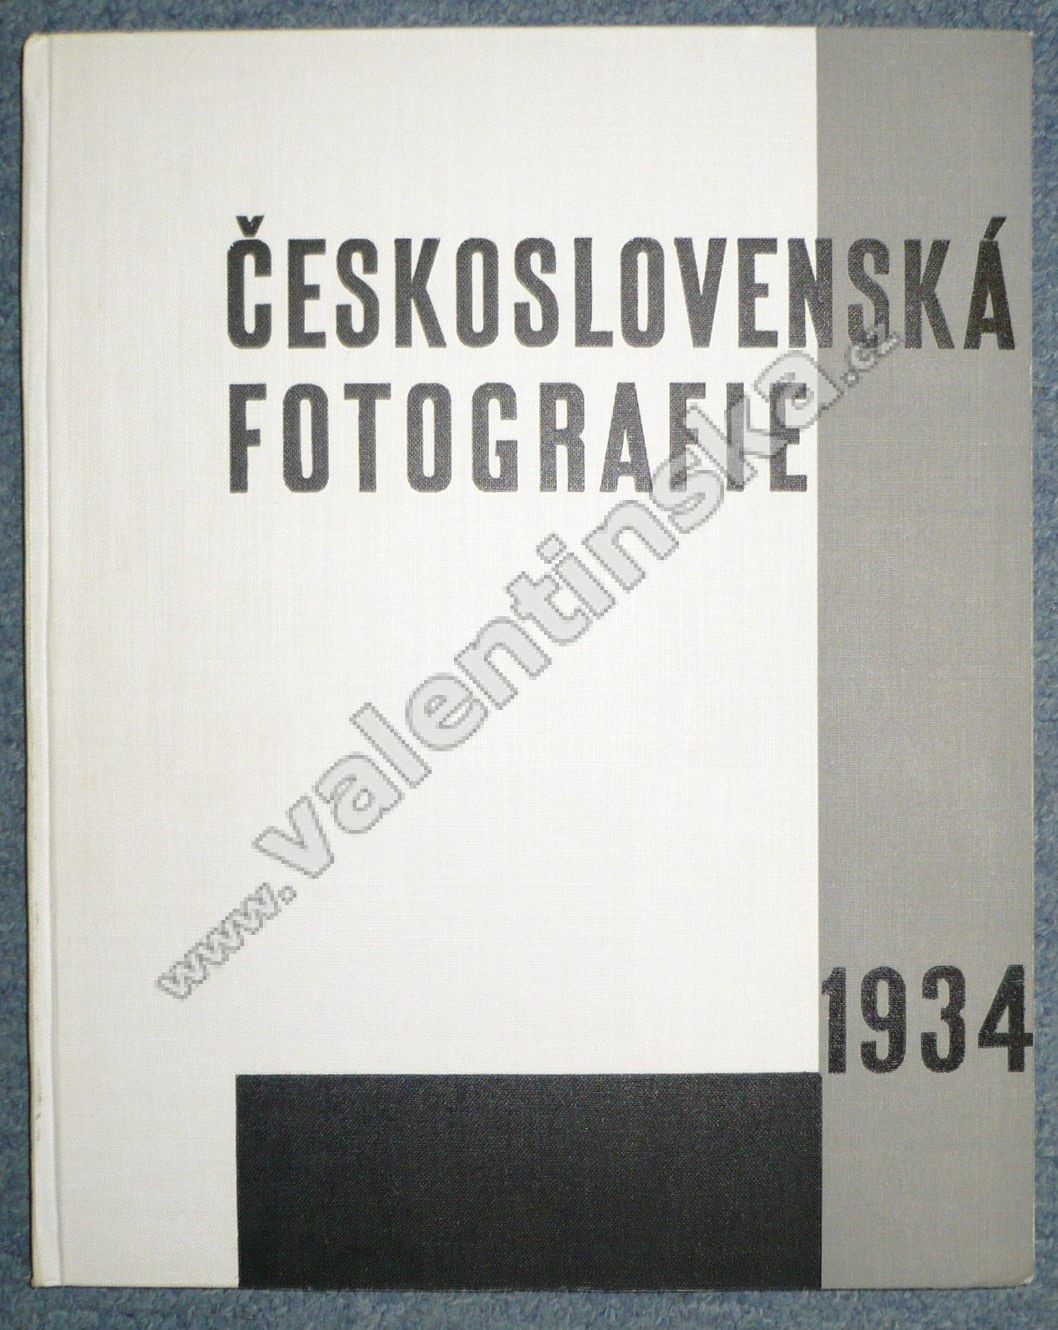 ČESKOSLOVENSKÁ
FOTOGRAFIE
www.valentinska.cz
1934